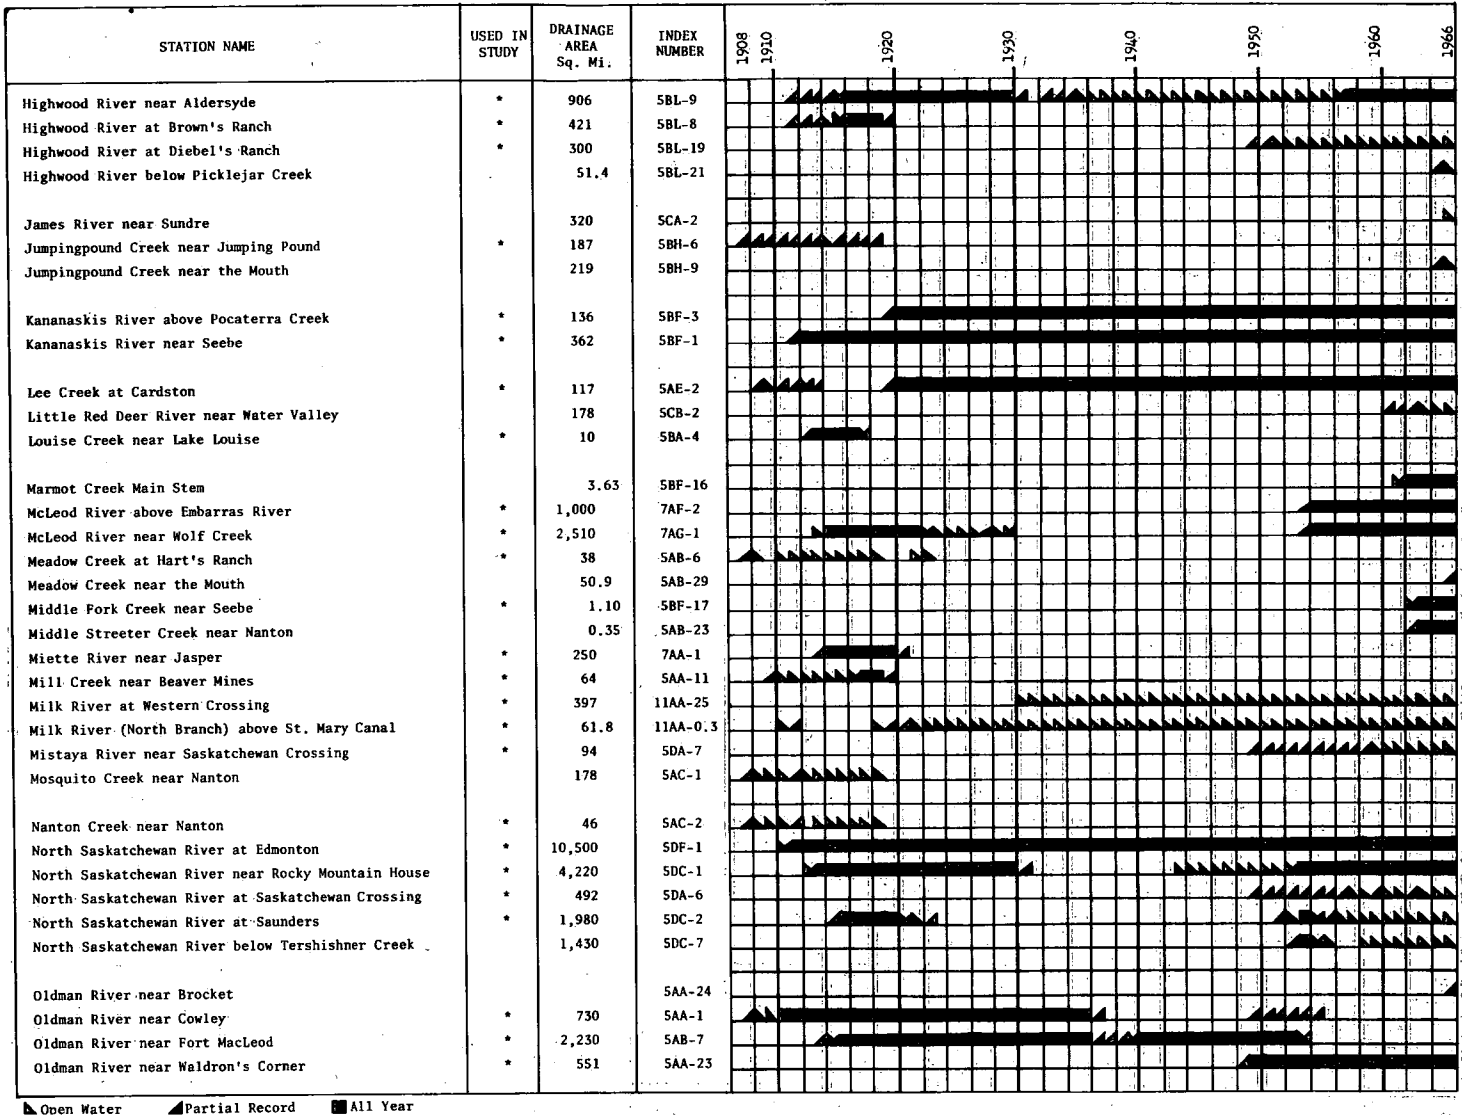 STATION NAME USED IN STUDY DRAINAGE AREA Sq. Mi. INDEX NUMBER 1908 1910 1920 1930 1940 1950 1960 1966
Highwood River near Aldersyde * 906 5BL-9
Highwood River at Brown's Ranch * 421 5BL-8
Highwood River at Diebel's Ranch * 300 5BL-19
Highwood River below Picklejar Creek 51.4 5BL-21
James River near Sundre 320 5CA-2
Jumpingpound Creek near Jumping Pound * 187 5BH-6
Jumpingpound Creek near the Mouth 219 5BH-9
Kananaskis River above Pocaterra Creek * 136 5BF-3
Kananaskis River near Seebe * 362 5BF-1
Lee Creek at Cardston * 117 5AE-2
Little Red Deer River near Water Valley 178 5CB-2
Louise Creek near Lake Louise * 10 5BA-4
Marmot Creek Main Stem 3.63 5BF-16
McLeod River above Embarras River * 1,000 7AF-2
McLeod River near Wolf Creek * 2,510 7AG-1
Meadow Creek at Hart's Ranch * 38 5AB-6
Meadow Creek near the Mouth 50.9 5AB-29
Middle Fork Creek near Seebe * 1.10 5BF-17
Middle Streeter Creek near Nanton 0.35 5AB-23
Miette River near Jasper * 250 7AA-1
Mill Creek near Beaver Mines * 64 5AA-11
Milk River at Western Crossing * 397 11AA-25
Milk River (North Branch) above St. Mary Canal * 61.8 11AA-0.3
Mistaya River near Saskatchewan Crossing * 94 5DA-7
Mosquito Creek near Nanton * 178 5AC-1
Nanton Creek near Nanton * 46 5AC-2
North Saskatchewan River at Edmonton * 10,500 5DF-1
North Saskatchewan River near Rocky Mountain House * 4,220 5DC-1
North Saskatchewan River at Saskatchewan Crossing * 492 5DA-6
North Saskatchewan River at Saunders * 1,980 5DC-2
North Saskatchewan River below Tershishner Creek 1,430 5DC-7
Oldman River near Brocket 5AA-24
Oldman River near Cowley * 730 5AA-1
Oldman River near Fort MacLeod * 2,230 5AB-7
Oldman River near Waldron's Corner * 551 5AA-23
Open Water Partial Record All Year